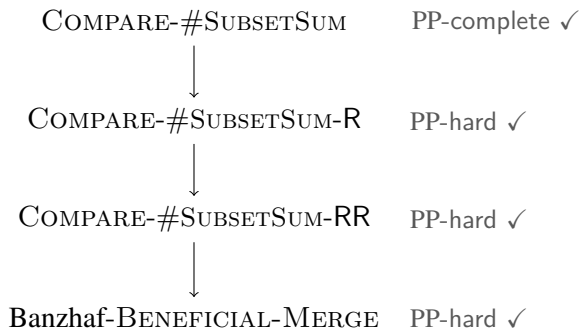 COMPARE-#SUBSETSUM PP-complete ✓
COMPARE-#SUBSETSUM-R PP-hard ✓
COMPARE-#SUBSETSUM-RR PP-hard ✓
Banzhaf-BENEFICIAL-MERGE PP-hard ✓